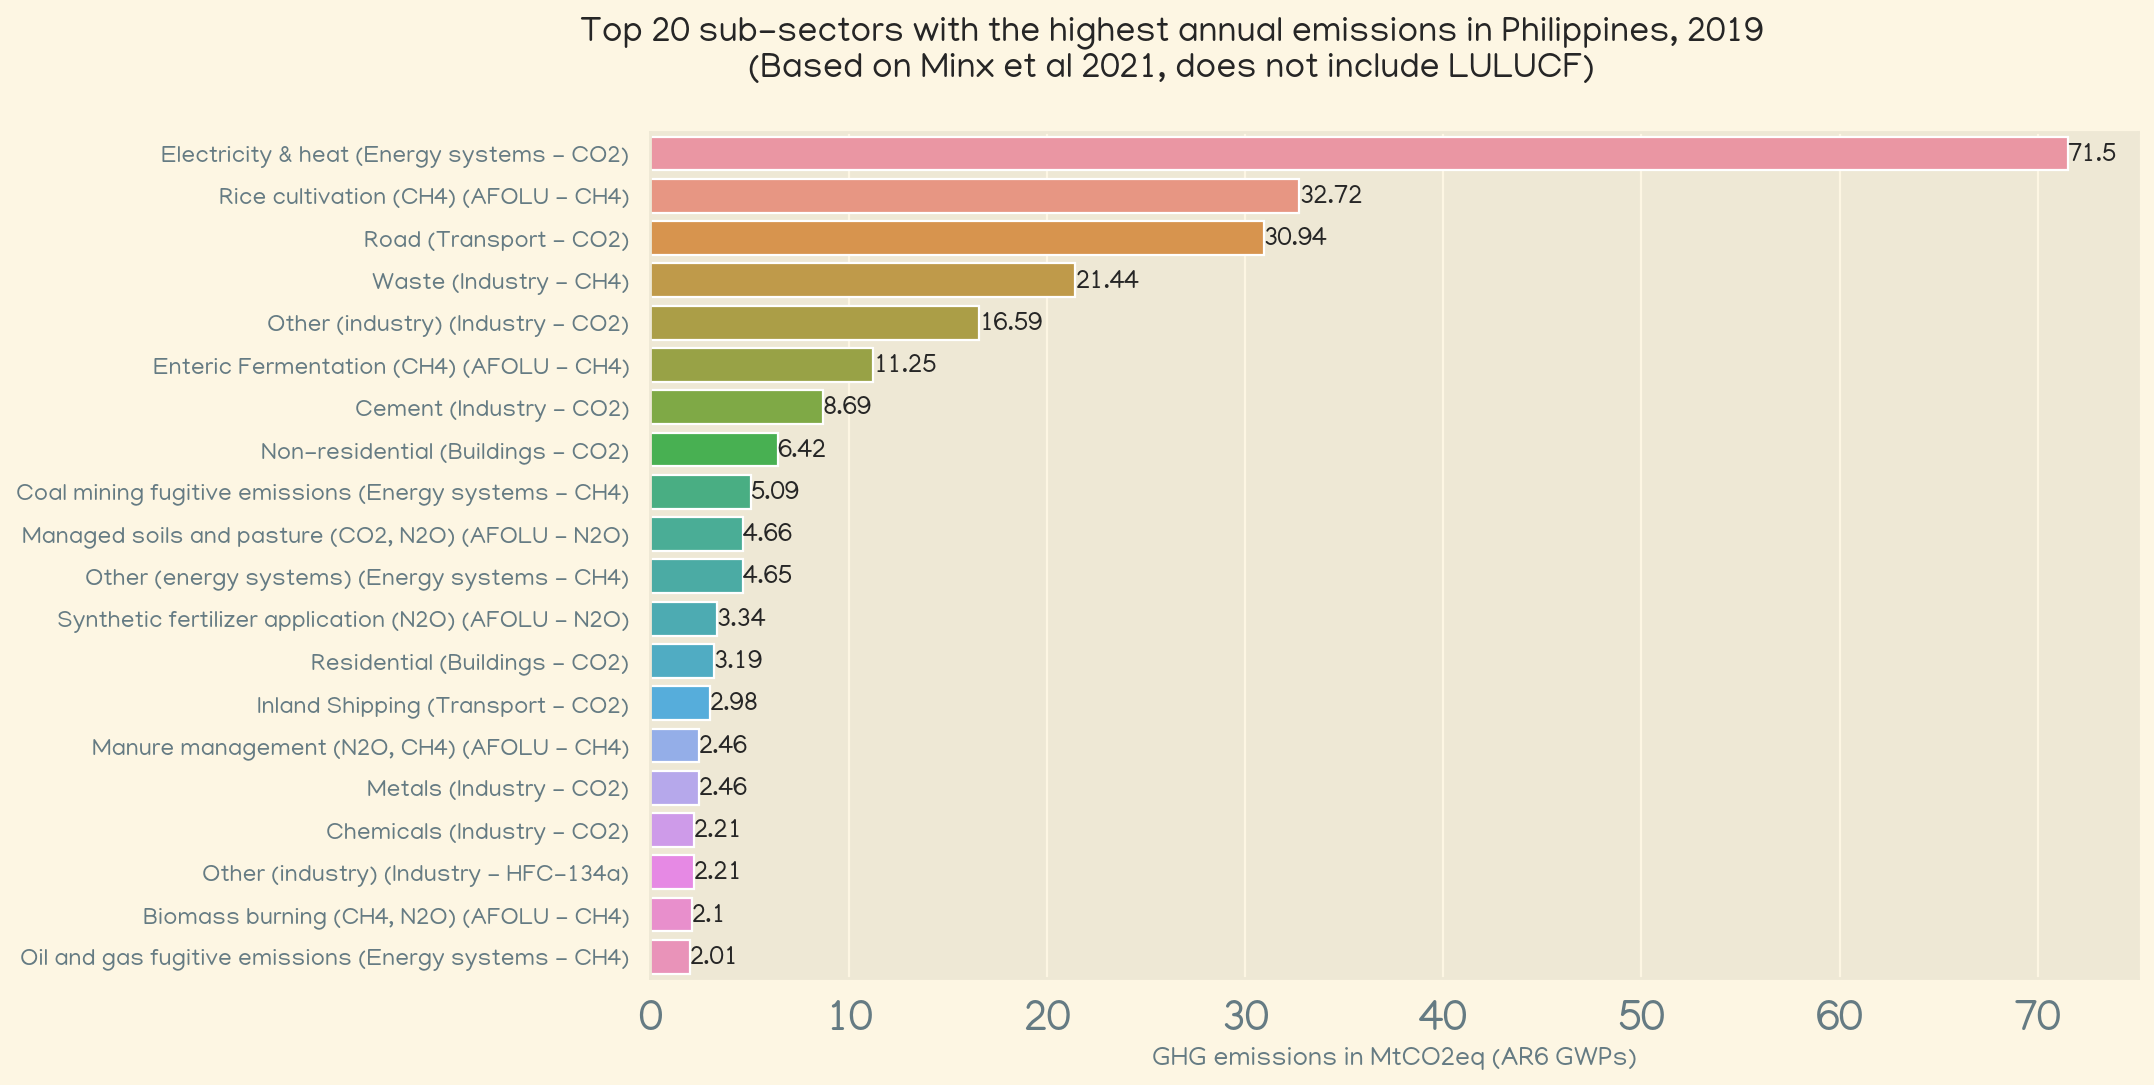 Top 20 sub-sectors with the highest annual emissions in Philippines, 2019
(Based on Minx et al 2021, does not include LULUCF)
Electricity & heat (Energy systems - CO2) 71.5
Rice cultivation (CH4) (AFOLU - CH4) 32.72
Road (Transport - CO2) 30.94
Waste (Industry - CH4) 21.44
Other (industry) (Industry - CO2) 16.59
Enteric Fermentation (CH4) (AFOLU - CH4) 11.25
Cement (Industry - CO2) 8.69
Non-residential (Buildings - CO2) 6.42
Coal mining fugitive emissions (Energy systems - CH4) 5.09
Managed soils and pasture (CO2, N2O) (AFOLU - N2O) 4.66
Other (energy systems) (Energy systems - CH4) 4.65
Synthetic fertilizer application (N2O) (AFOLU - N2O) 3.34
Residential (Buildings - CO2) 3.19
Inland Shipping (Transport - CO2) 2.98
Manure management (N2O, CH4) (AFOLU - CH4) 2.46
Metals (Industry - CO2) 2.46
Chemicals (Industry - CO2) 2.21
Other (industry) (Industry - HFC-134a) 2.21
Biomass burning (CH4, N2O) (AFOLU - CH4) 2.1
Oil and gas fugitive emissions (Energy systems - CH4) 2.01
0 10 20 30 40 50 60 70
GHG emissions in MtCO2eq (AR6 GWPs)